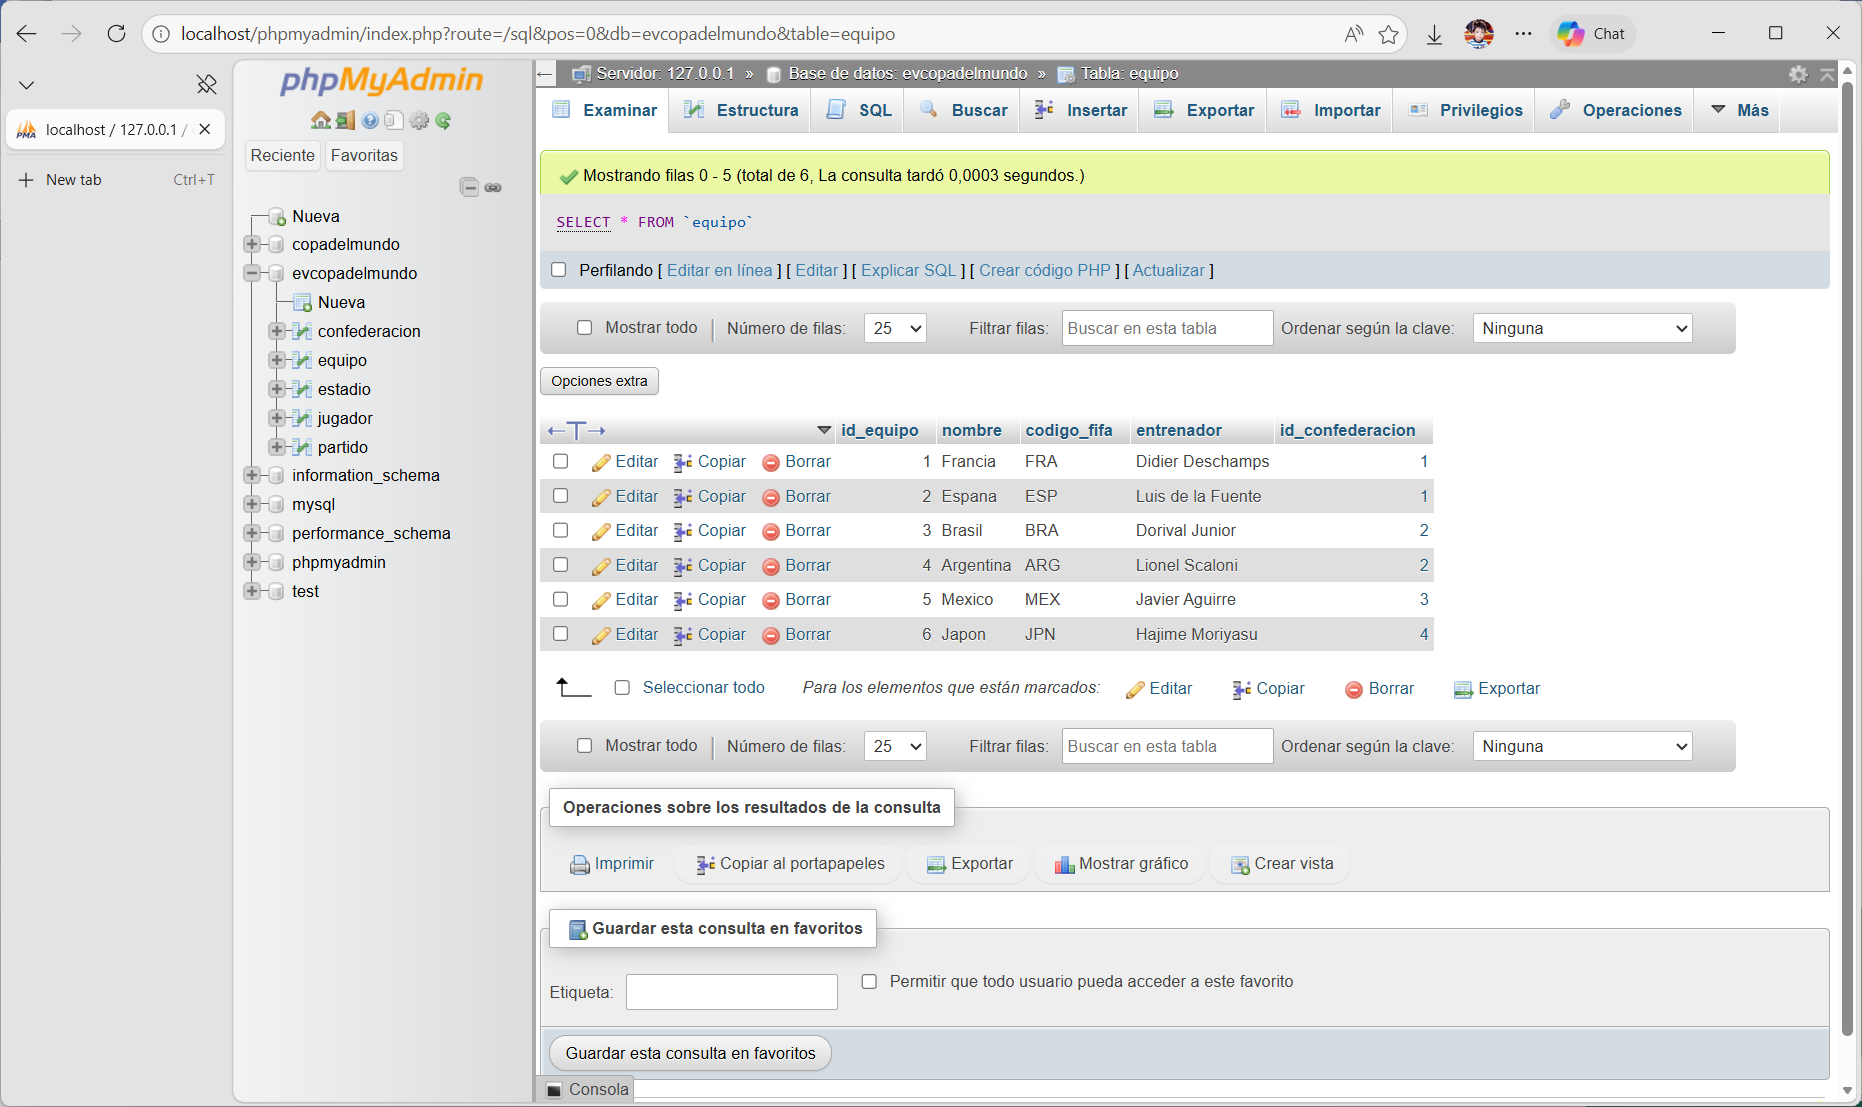 localhost/phpmyadmin/index.php?route=/sql&pos=0&db=evcopadelmundo&table=equipo
Chat
localhost / 127.0.0.1 /
New tab Ctrl+T
phpMyAdmin
Reciente Favoritas
Nueva
copadelmundo
evcopadelmundo
Nueva
confederacion
equipo
estadio
jugador
partido
information_schema
mysql
performance_schema
phpmyadmin
test
Servidor: 127.0.0.1 » Base de datos: evcopadelmundo » Tabla: equipo
Examinar Estructura SQL Buscar Insertar Exportar Importar Privilegios Operaciones Más
Mostrando filas 0 - 5 (total de 6, La consulta tardó 0,0003 segundos.)
SELECT * FROM `equipo`
Perfilando [ Editar en línea ] [ Editar ] [ Explicar SQL ] [ Crear código PHP ] [ Actualizar ]
Mostrar todo | Número de filas: 25 Filtrar filas: Buscar en esta tabla Ordenar según la clave: Ninguna
Opciones extra
id_equipo nombre codigo_fifa entrenador id_confederacion
Editar Copiar Borrar 1 Francia FRA Didier Deschamps 1
Editar Copiar Borrar 2 Espana ESP Luis de la Fuente 1
Editar Copiar Borrar 3 Brasil BRA Dorival Junior 2
Editar Copiar Borrar 4 Argentina ARG Lionel Scaloni 2
Editar Copiar Borrar 5 Mexico MEX Javier Aguirre 3
Editar Copiar Borrar 6 Japon JPN Hajime Moriyasu 4
Seleccionar todo Para los elementos que están marcados: Editar Copiar Borrar Exportar
Mostrar todo | Número de filas: 25 Filtrar filas: Buscar en esta tabla Ordenar según la clave: Ninguna
Operaciones sobre los resultados de la consulta
Imprimir Copiar al portapapeles Exportar Mostrar gráfico Crear vista
Guardar esta consulta en favoritos
Etiqueta: Permitir que todo usuario pueda acceder a este favorito
Guardar esta consulta en favoritos
Consola